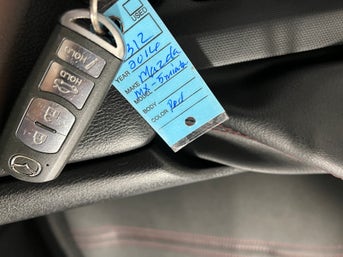 USED
312
YEAR 2016
MAKE Mazda
MODEL MX-5 miata
BODY
COLOR Red
HOLD
HOLD